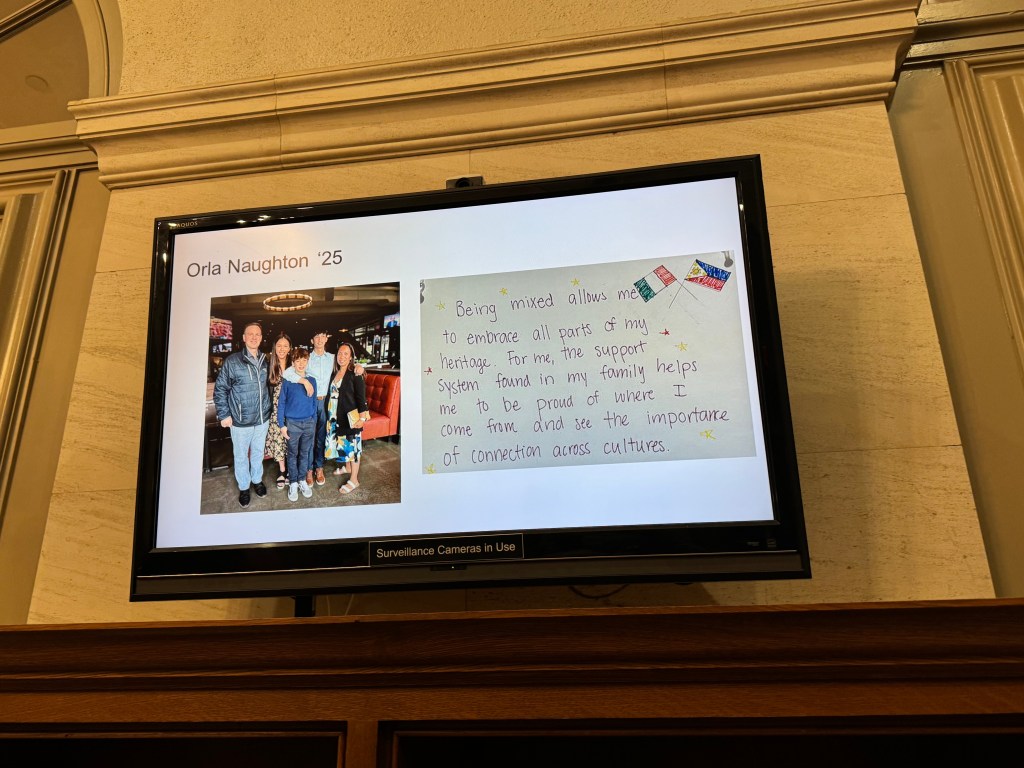 AQUOS
Orla Naughton ‘25
Being mixed allows me
to embrace all parts of my
heritage. For me, the support
system found in my family helps
me to be proud of where I
come from and see the importance
of connection across cultures.
Surveillance Cameras in Use